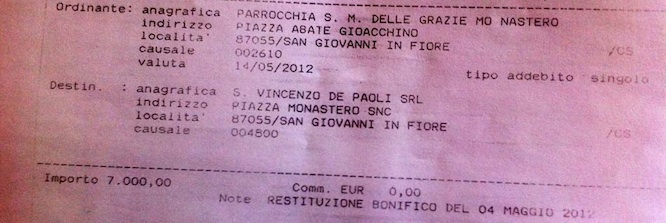 Ordinante: anagrafica PARROCCHIA S. M. DELLE GRAZIE MO NASTERO
indirizzo PIAZZA ABATE GIOACCHINO
localita' 87055/SAN GIOVANNI IN FIORE /CS
causale 002610
valuta 14/05/2012 tipo addebito singolo
Destin. : anagrafica S. VINCENZO DE PAOLI SRL
indirizzo PIAZZA MONASTERO SNC
localita' 87055/SAN GIOVANNI IN FIORE /CS
causale 004800
Importo 7.000,00 Comm. EUR 0,00
Note RESTITUZIONE BONIFICO DEL 04 MAGGIO 2012